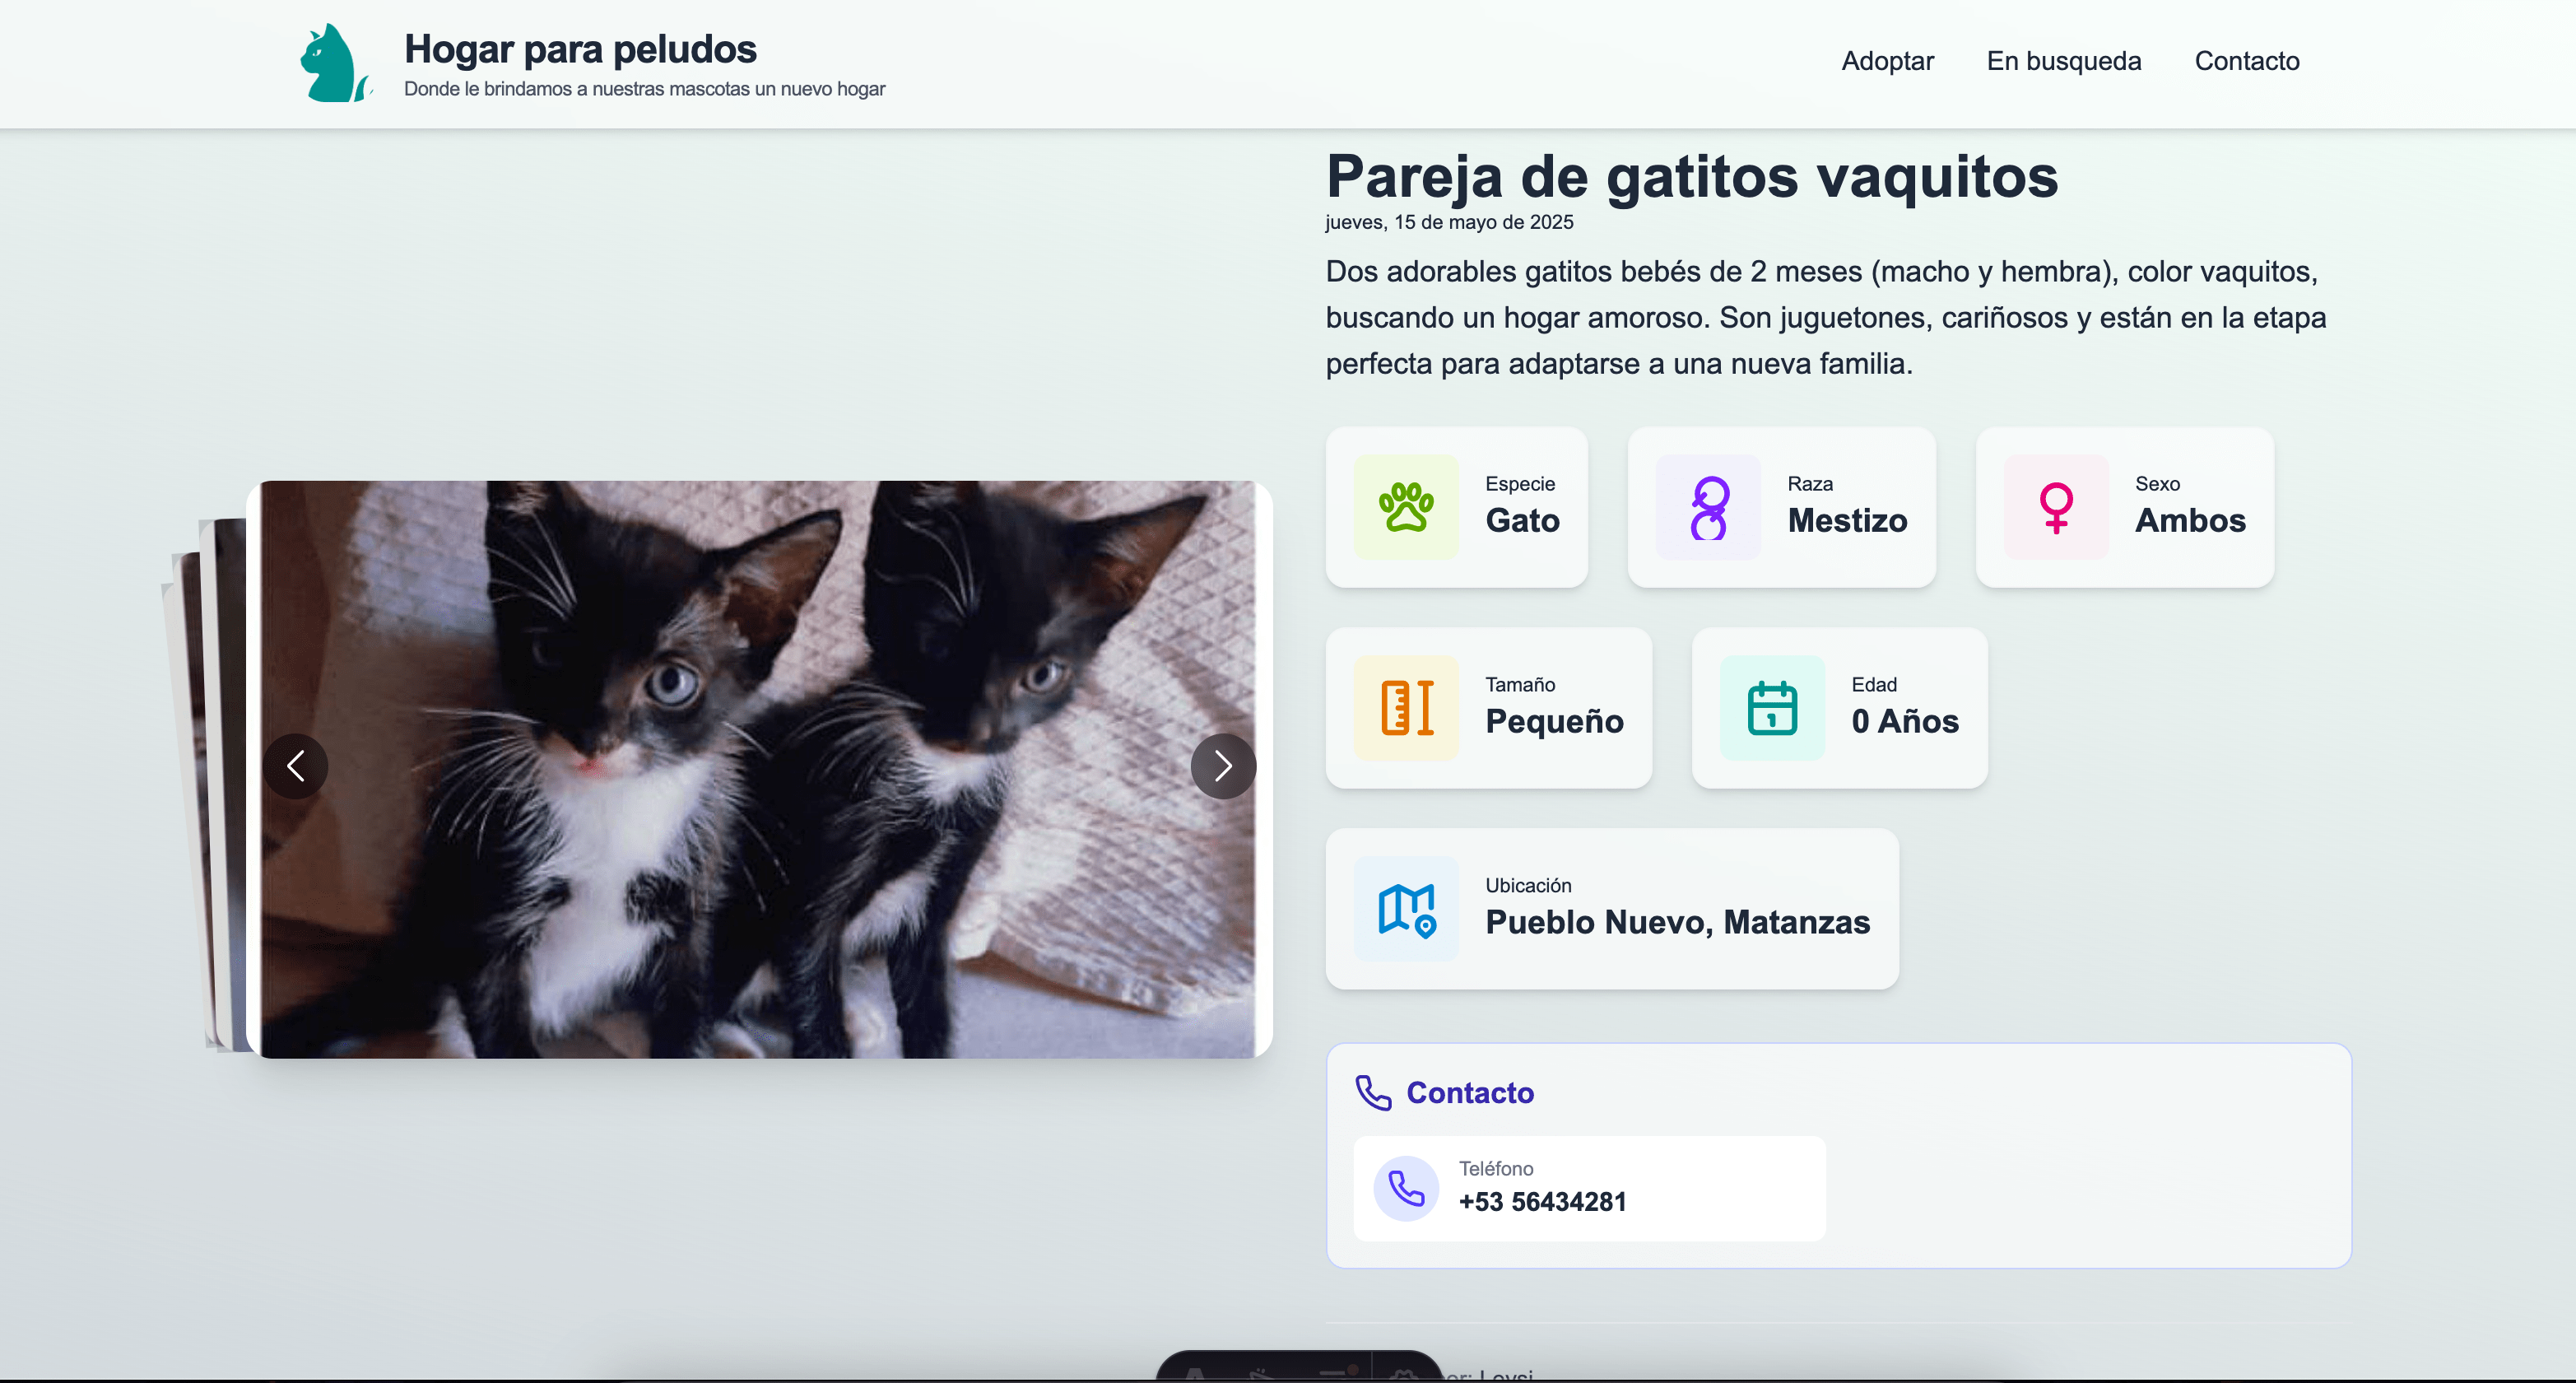 Hogar para peludos
Donde le brindamos a nuestras mascotas un nuevo hogar
Adoptar
En busqueda
Contacto
Pareja de gatitos vaquitos
jueves, 15 de mayo de 2025
Dos adorables gatitos bebés de 2 meses (macho y hembra), color vaquitos,
buscando un hogar amoroso. Son juguetones, cariñosos y están en la etapa
perfecta para adaptarse a una nueva familia.
Especie
Gato
Raza
Mestizo
Sexo
Ambos
Tamaño
Pequeño
Edad
0 Años
Ubicación
Pueblo Nuevo, Matanzas
Contacto
Teléfono
+53 56434281